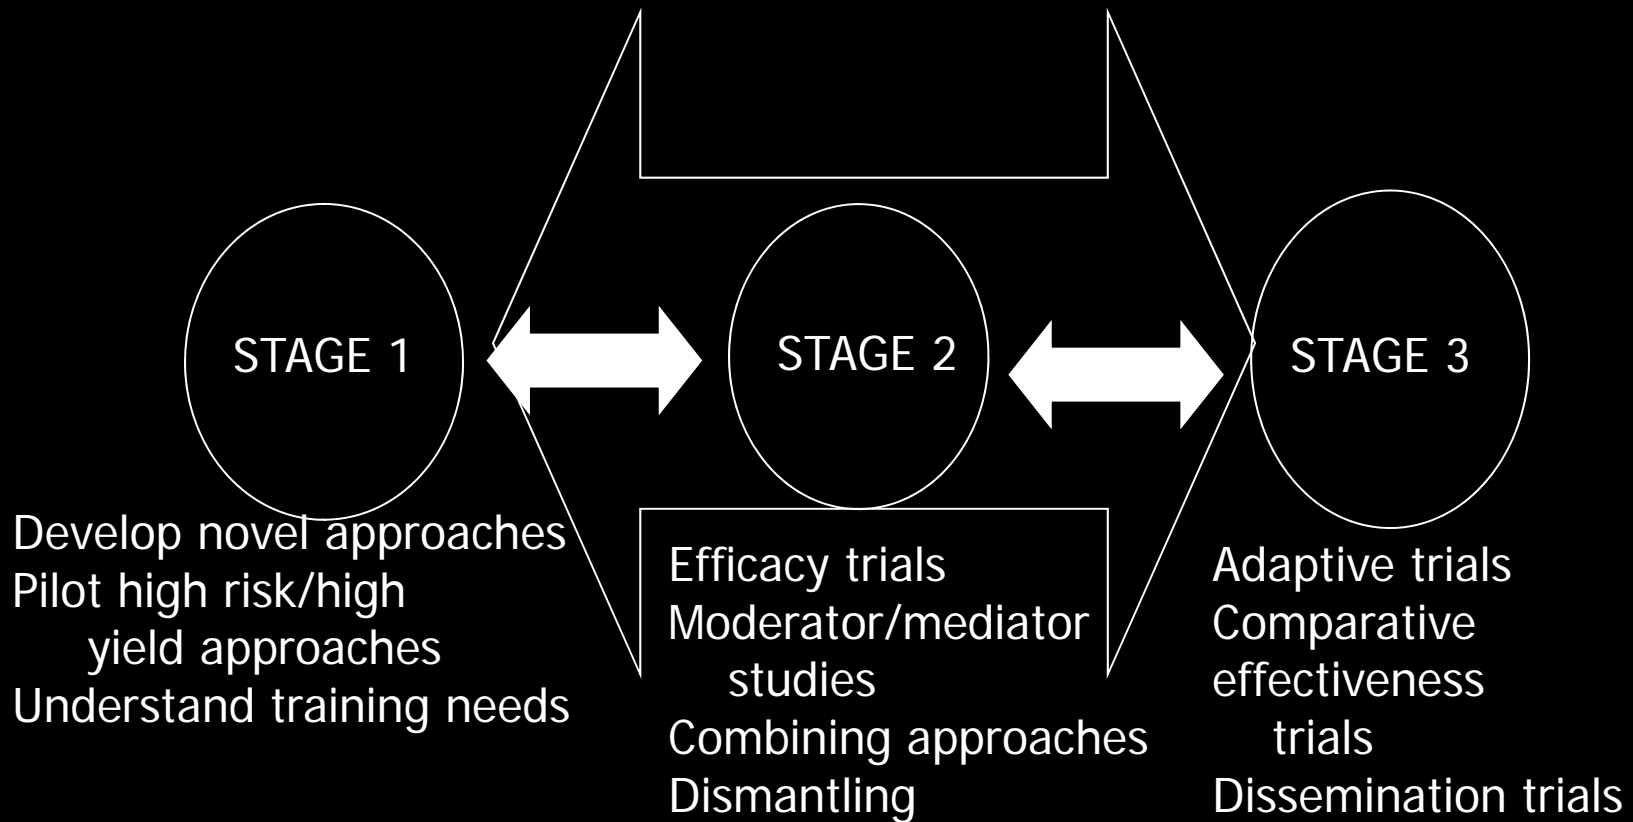 STAGE 1
STAGE 2
STAGE 3
Develop novel approaches
Pilot high risk/high
yield approaches
Understand training needs
Efficacy trials
Moderator/mediator
studies
Combining approaches
Dismantling
Adaptive trials
Comparative
effectiveness
trials
Dissemination trials